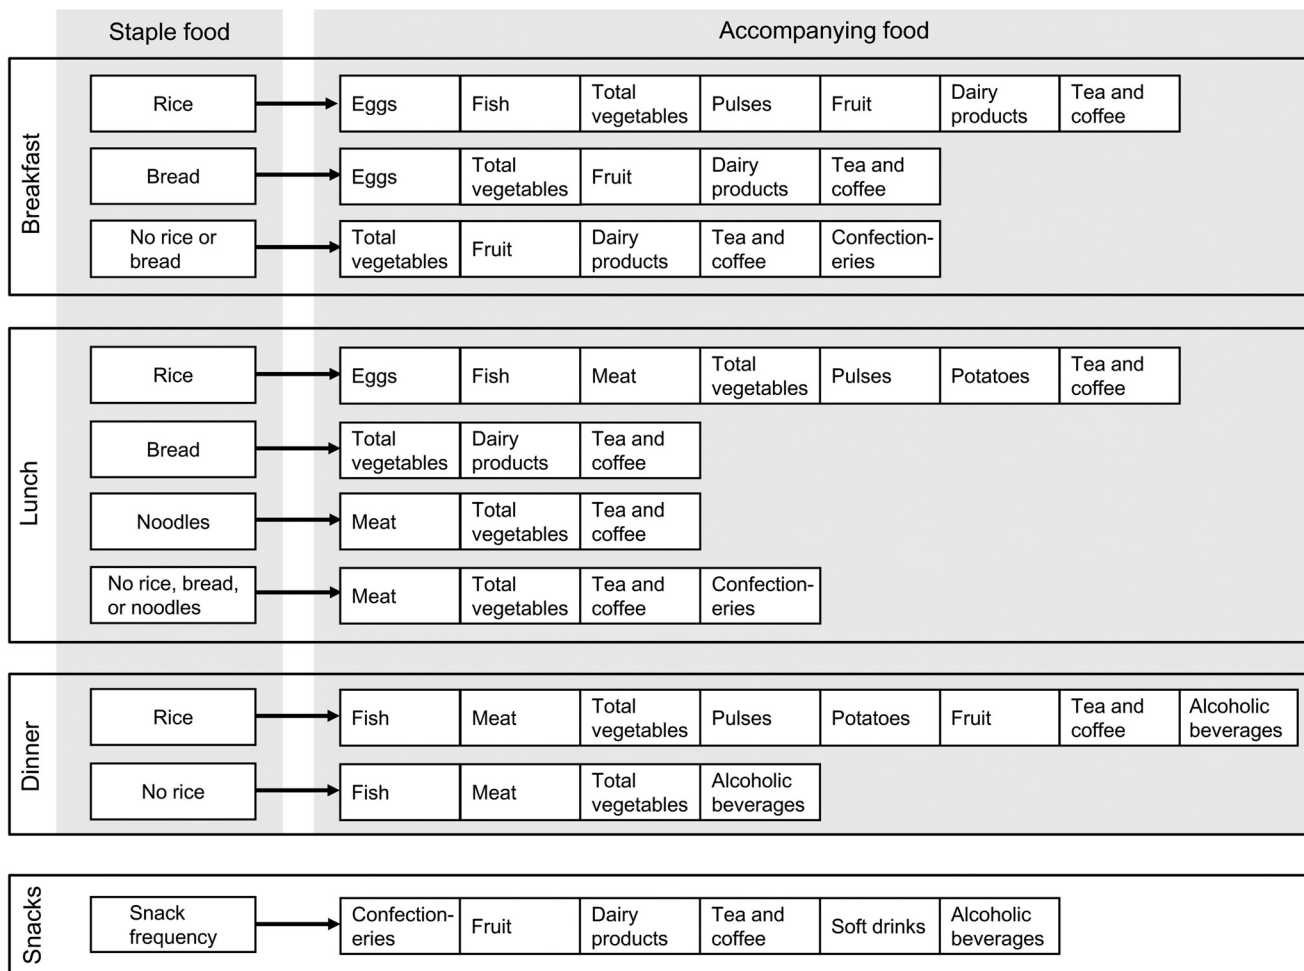 Staple food
Accompanying food
Breakfast
Rice
Eggs
Fish
Total
vegetables
Pulses
Fruit
Dairy
products
Tea and
coffee
Bread
Eggs
Total
vegetables
Fruit
Dairy
products
Tea and
coffee
No rice or
bread
Total
vegetables
Fruit
Dairy
products
Tea and
coffee
Confection-
eries
Lunch
Rice
Eggs
Fish
Meat
Total
vegetables
Pulses
Potatoes
Tea and
coffee
Bread
Total
vegetables
Dairy
products
Tea and
coffee
Noodles
Meat
Total
vegetables
Tea and
coffee
No rice, bread,
or noodles
Meat
Total
vegetables
Tea and
coffee
Confection-
eries
Dinner
Rice
Fish
Meat
Total
vegetables
Pulses
Potatoes
Fruit
Tea and
coffee
Alcoholic
beverages
No rice
Fish
Meat
Total
vegetables
Alcoholic
beverages
Snacks
Snack
frequency
Confection-
eries
Fruit
Dairy
products
Tea and
coffee
Soft drinks
Alcoholic
beverages